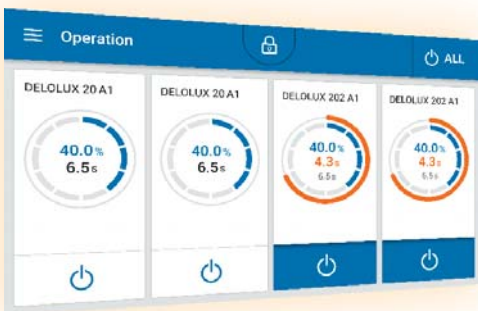 Operation
ALL
DELOLUX 20 A1
40.0%
6.5s
DELOLUX 20 A1
40.0%
6.5s
DELOLUX 202 A1
40.0%
4.3s
6.5s
DELOLUX 202 A1
40.0%
4.3s
6.5s